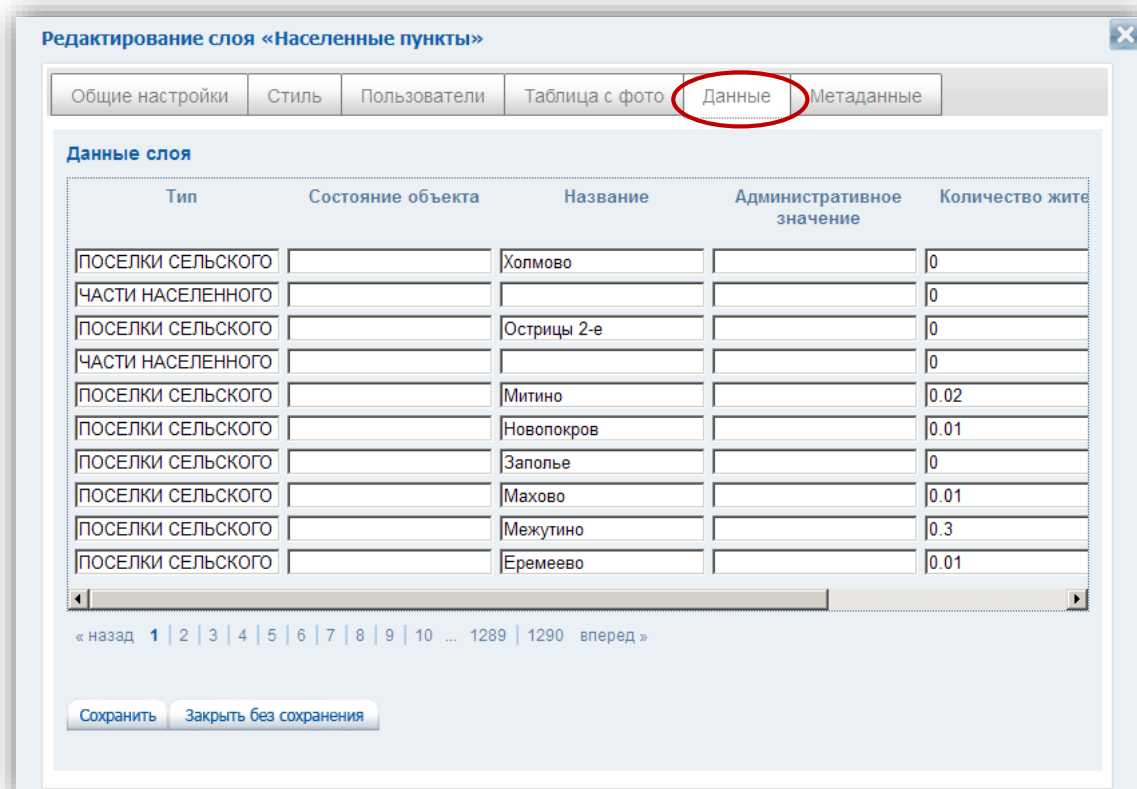 Редактирование слоя «Населенные пункты»
Общие настройки Стиль Пользователи Таблица с фото Данные Метаданные
Данные слоя
Тип Состояние объекта Название Административное значение Количество жите
ПОСЕЛКИ СЕЛЬСКОГО Холмово 0
ЧАСТИ НАСЕЛЕННОГО 0
ПОСЕЛКИ СЕЛЬСКОГО Острицы 2-е 0
ЧАСТИ НАСЕЛЕННОГО 0
ПОСЕЛКИ СЕЛЬСКОГО Митино 0.02
ПОСЕЛКИ СЕЛЬСКОГО Новопокров 0.01
ПОСЕЛКИ СЕЛЬСКОГО Заполье 0
ПОСЕЛКИ СЕЛЬСКОГО Махово 0.01
ПОСЕЛКИ СЕЛЬСКОГО Межутино 0.3
ПОСЕЛКИ СЕЛЬСКОГО Еремеево 0.01
« назад 1 | 2 | 3 | 4 | 5 | 6 | 7 | 8 | 9 | 10 ... 1289 | 1290 вперед »
Сохранить Закрыть без сохранения